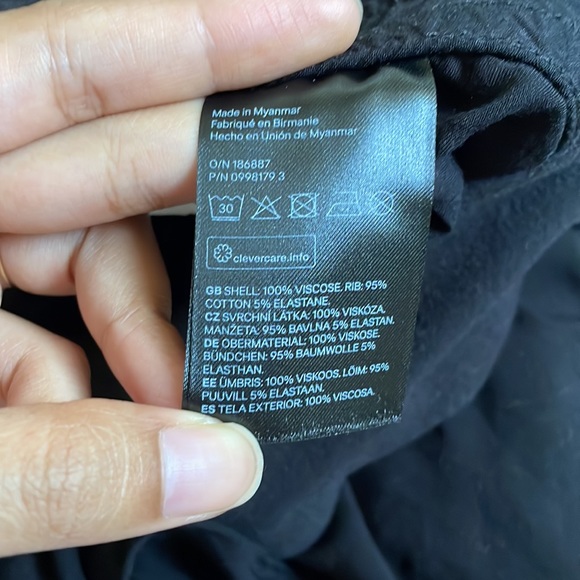 Made in Myanmar
Fabriqué en Birmanie
Hecho en Unión de Myanmar
O/N 186887
P/N 0998179 3
30
clevercare.info
GB SHELL: 100% VISCOSE. RIB: 95%
COTTON 5% ELASTANE.
CZ SVRCHNÍ LÁTKA: 100% VISKÓZA.
MANŽETA: 95% BAVLNA 5% ELASTAN.
DE OBERMATERIAL: 100% VISKOSE.
BÜNDCHEN: 95% BAUMWOLLE 5%
ELASTHAN.
EE ÜMBRIS: 100% VISKOOS. LÕIM: 95%
PUUVILL 5% ELASTAAN.
ES TELA EXTERIOR: 100% VISCOSA.